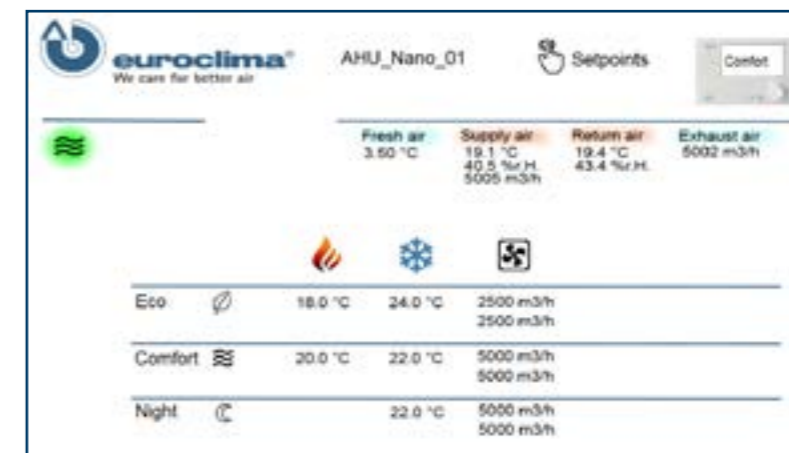 euroclima®
We care for better air
AHU_Nano_01
Setpoints
Comfort
Fresh air
3.50 °C
Supply air
19.1 °C
40.5 %r.H.
5005 m3/h
Return air
19.4 °C
43.4 %r.H.
Exhaust air
5002 m3/h
Eco 18.0 °C 24.0 °C 2500 m3/h
2500 m3/h
Comfort 20.0 °C 22.0 °C 5000 m3/h
5000 m3/h
Night 22.0 °C 5000 m3/h
5000 m3/h